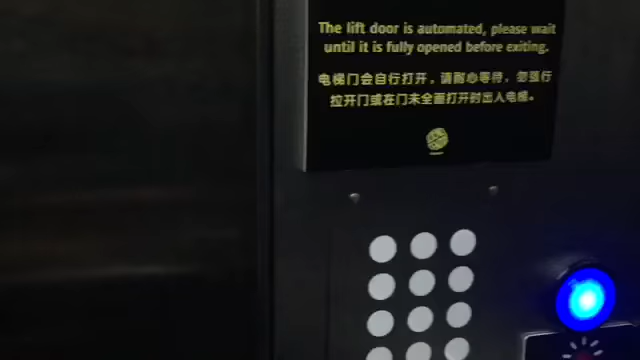 The lift door is automated, please wait
until it is fully opened before exiting.
电梯门会自行打开，请耐心等待，勿强行
拉开门或在门未全面打开时出入电梯。